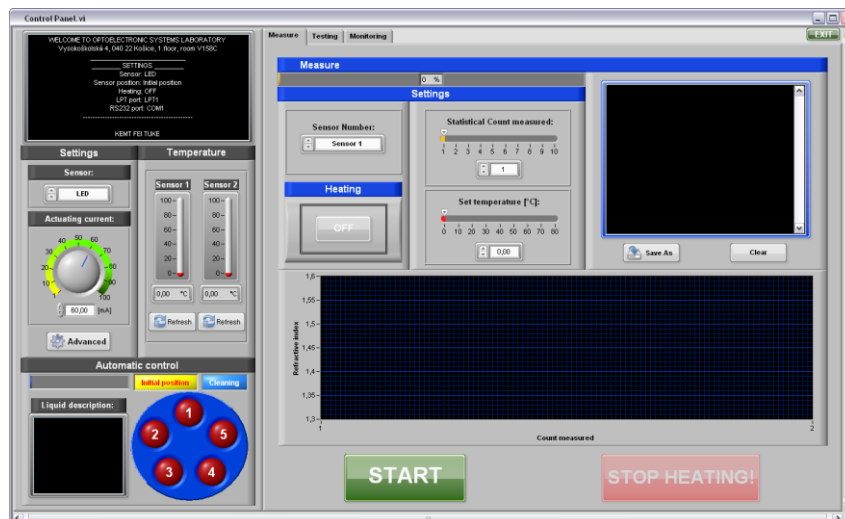 Control Panel.vi
WELCOME TO OPTOELECTRONIC SYSTEMS LABORATORY
Vysokoškolská 4, 040 22 Košice, 1.floor, room V158C
SETTINGS
Sensor: LED
Sensor position: Initial position
Heating: OFF
LPT port: LPT1
RS232 port: COM1
KEMT FEI TUKE
Settings
Sensor:
LED
Actuating current:
1 10 20 30 40 50 60 70 80 90 100
60,00 [mA]
Advanced
Temperature
Sensor 1 Sensor 2
100 100
80 80
60 60
40 40
20 20
0 0
0,00 °C 0,00 °C
Refresh Refresh
Automatic control
Initial position Cleaning
Liquid description:
1
2 5
3 4
Measure Testing Monitoring EXIT
Measure
0 %
Settings
Sensor Number:
Sensor 1
Heating
OFF
Statistical Count measured:
1 2 3 4 5 6 7 8 9 10
1
Set temperature [°C]:
0 10 20 30 40 50 60 70 80
0,00
Save As Clear
Refractive index
1,6
1,55
1,5
1,45
1,4
1,35
1,3
1 2
Count measured
START STOP HEATING!